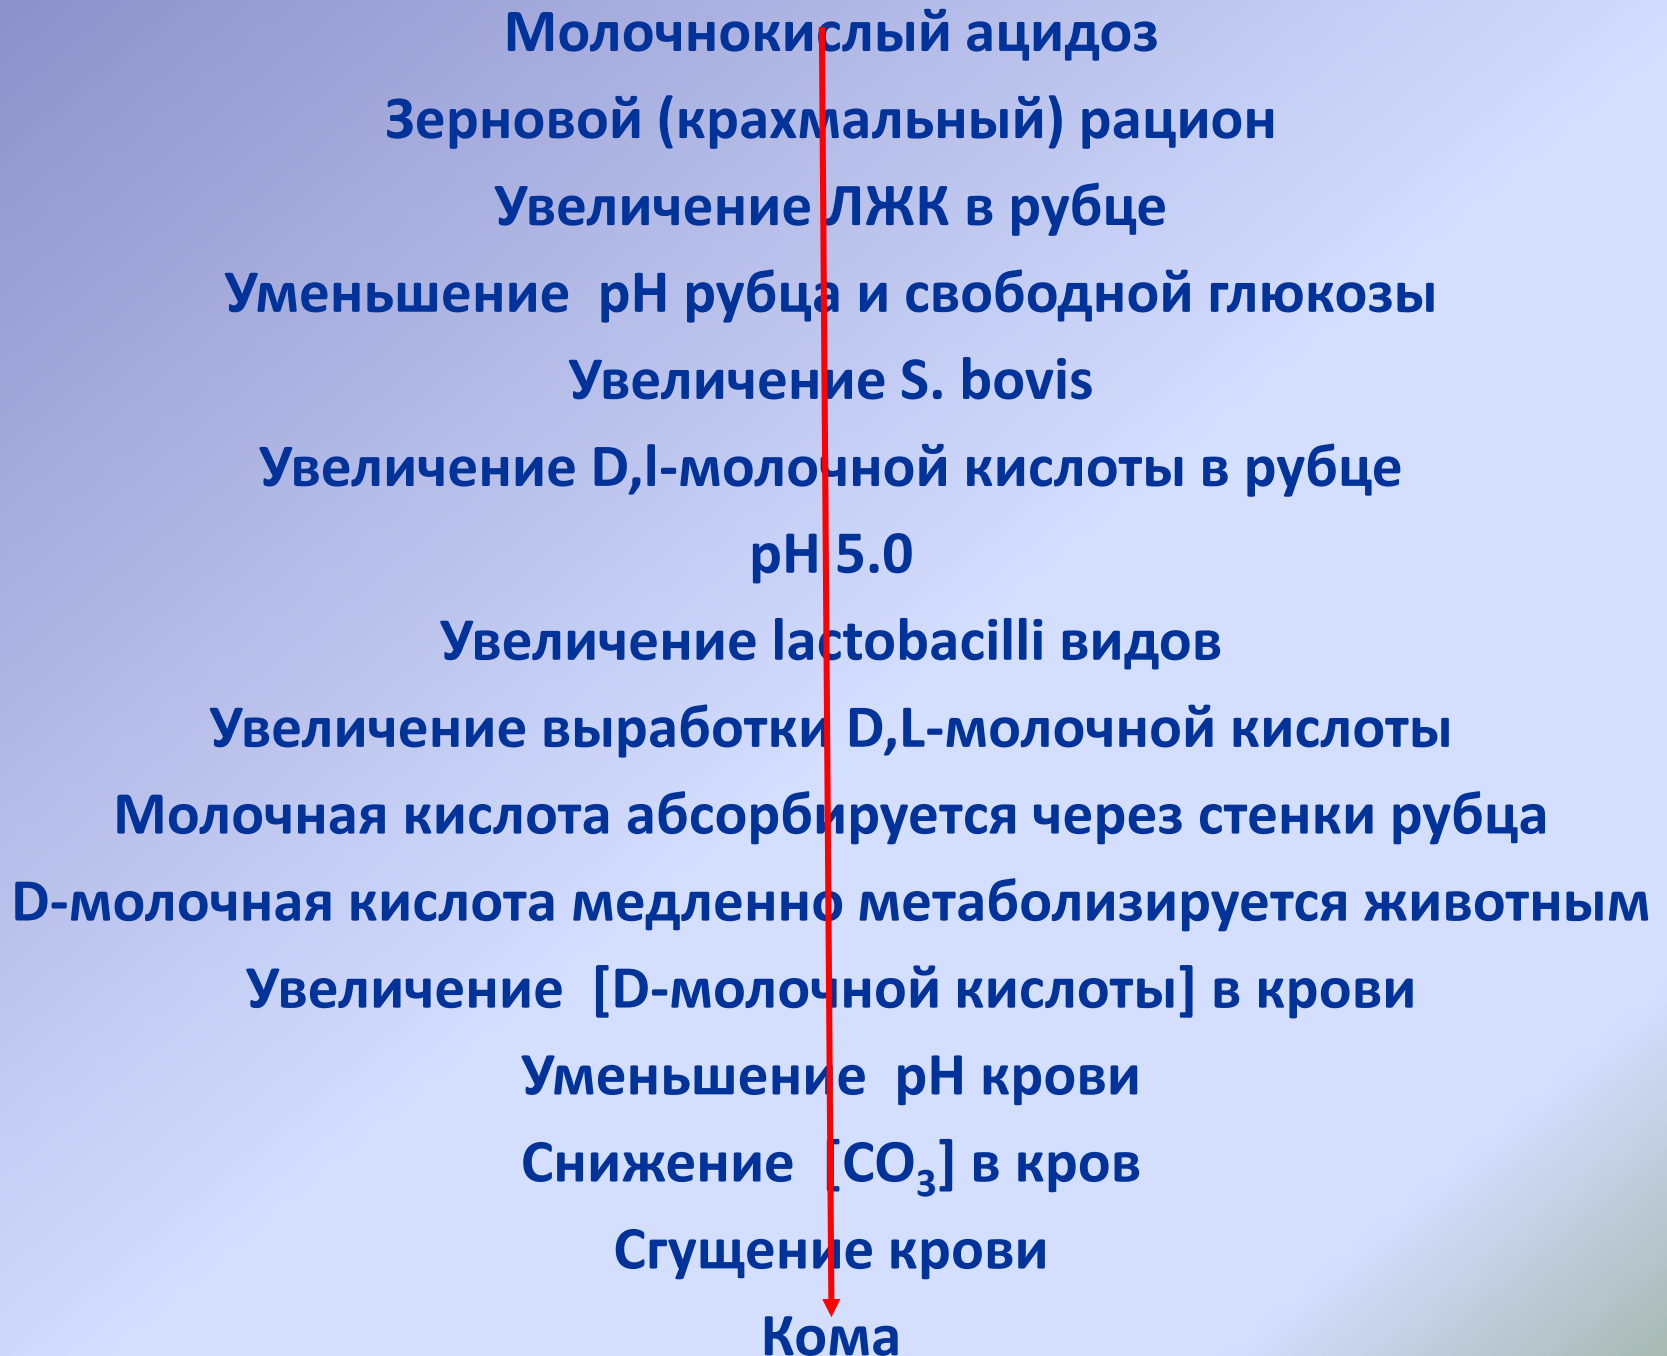 Молочнокислый ацидоз
Зерновой (крахмальный) рацион
Увеличение ЛЖК в рубце
Уменьшение  pH рубца и свободной глюкозы
Увеличение S. bovis
Увеличение D,l-молочной кислоты в рубце
pH 5.0
Увеличение lactobacilli видов
Увеличение выработки D,L-молочной кислоты
Молочная кислота абсорбируется через стенки рубца
D-молочная кислота медленно метаболизируется животным
Увеличение  [D-молочной кислоты] в крови
Уменьшение  pH крови
Снижение  [CO₃] в кров
Сгущение крови
Кома